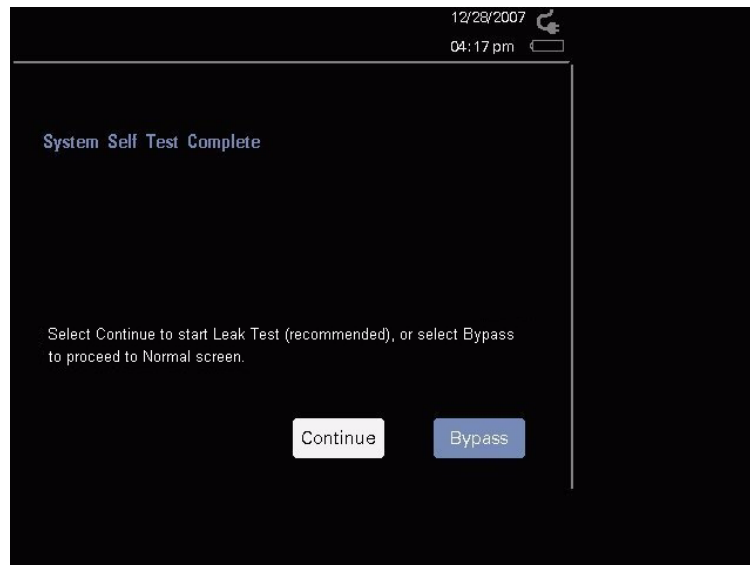 12/28/2007
04:17 pm
System Self Test Complete
Select Continue to start Leak Test (recommended), or select Bypass
to proceed to Normal screen.
Continue
Bypass